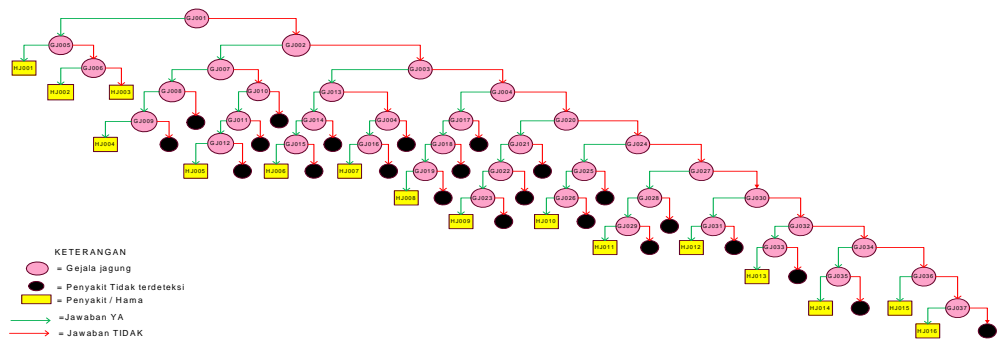 GJ001
GJ005
GJ002
HJ001
GJ006
GJ007
GJ003
HJ002
HJ003
GJ008
GJ010
GJ013
GJ004
GJ009
GJ011
GJ014
GJ004
GJ017
GJ020
HJ004
GJ012
GJ015
GJ016
GJ018
GJ021
GJ024
HJ005
HJ006
HJ007
GJ019
GJ022
GJ025
GJ027
HJ008
GJ023
GJ026
GJ028
GJ030
HJ009
HJ010
GJ029
GJ031
GJ032
HJ011
HJ012
GJ033
GJ034
HJ013
GJ035
GJ036
HJ014
HJ015
GJ037
HJ016
KETERANGAN
= Gejala jagung
= Penyakit Tidak terdeteksi
= Penyakit / Hama
=Jawaban YA
= Jawaban TIDAK